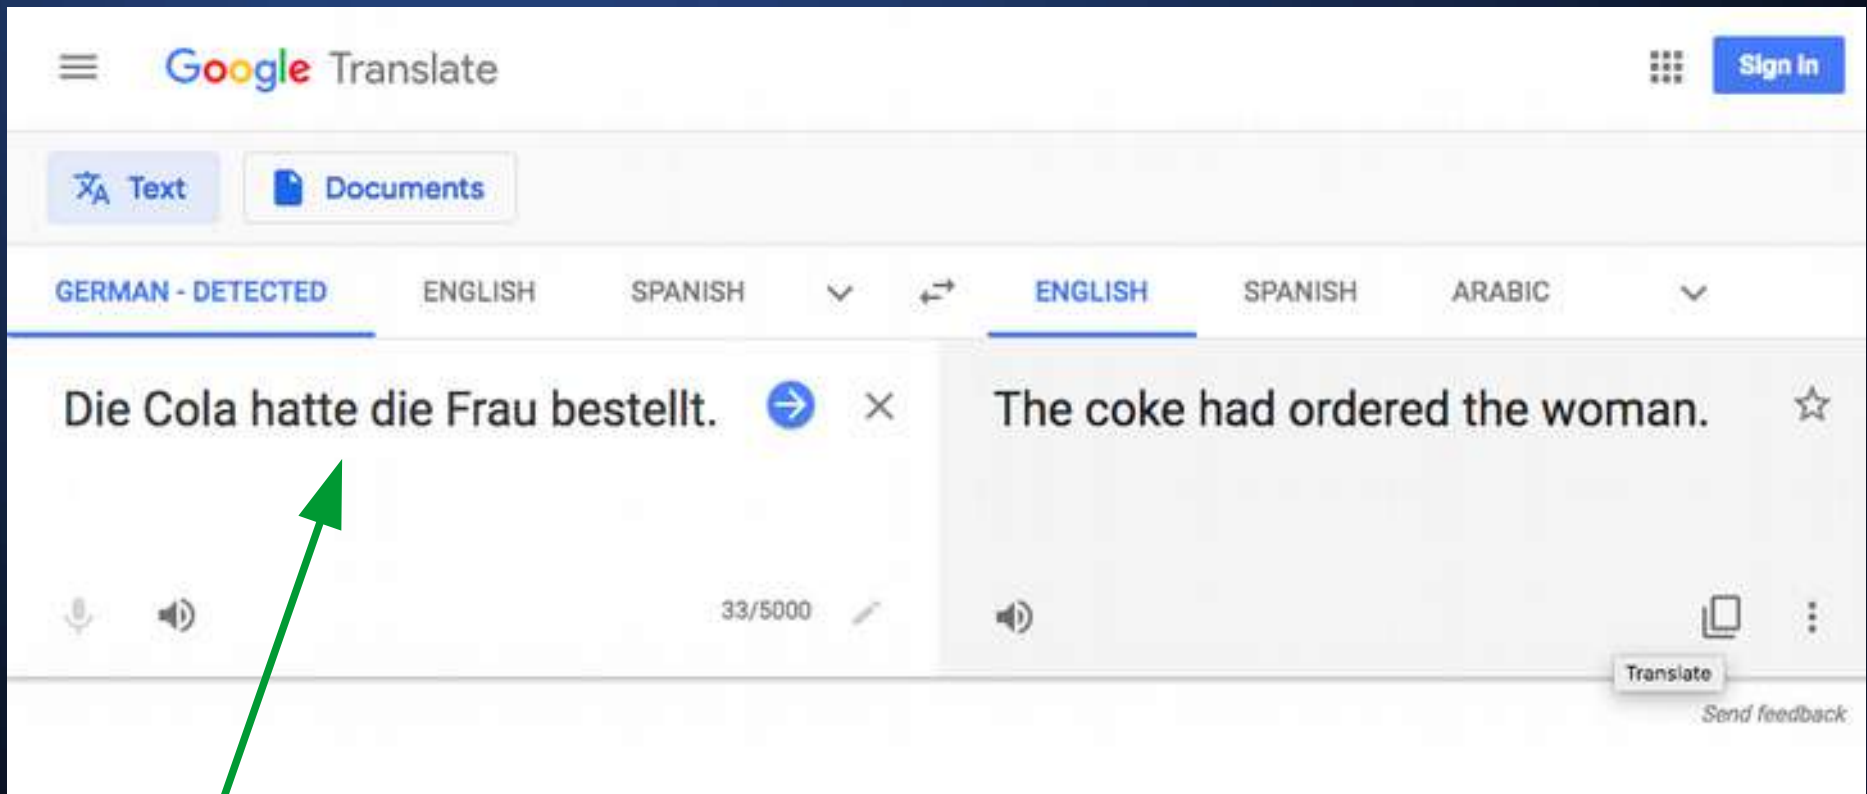 Google Translate
Sign in
Text
Documents
GERMAN - DETECTED ENGLISH SPANISH
ENGLISH SPANISH ARABIC
Die Cola hatte die Frau bestellt.
The coke had ordered the woman.
33/5000
Translate
Send feedback